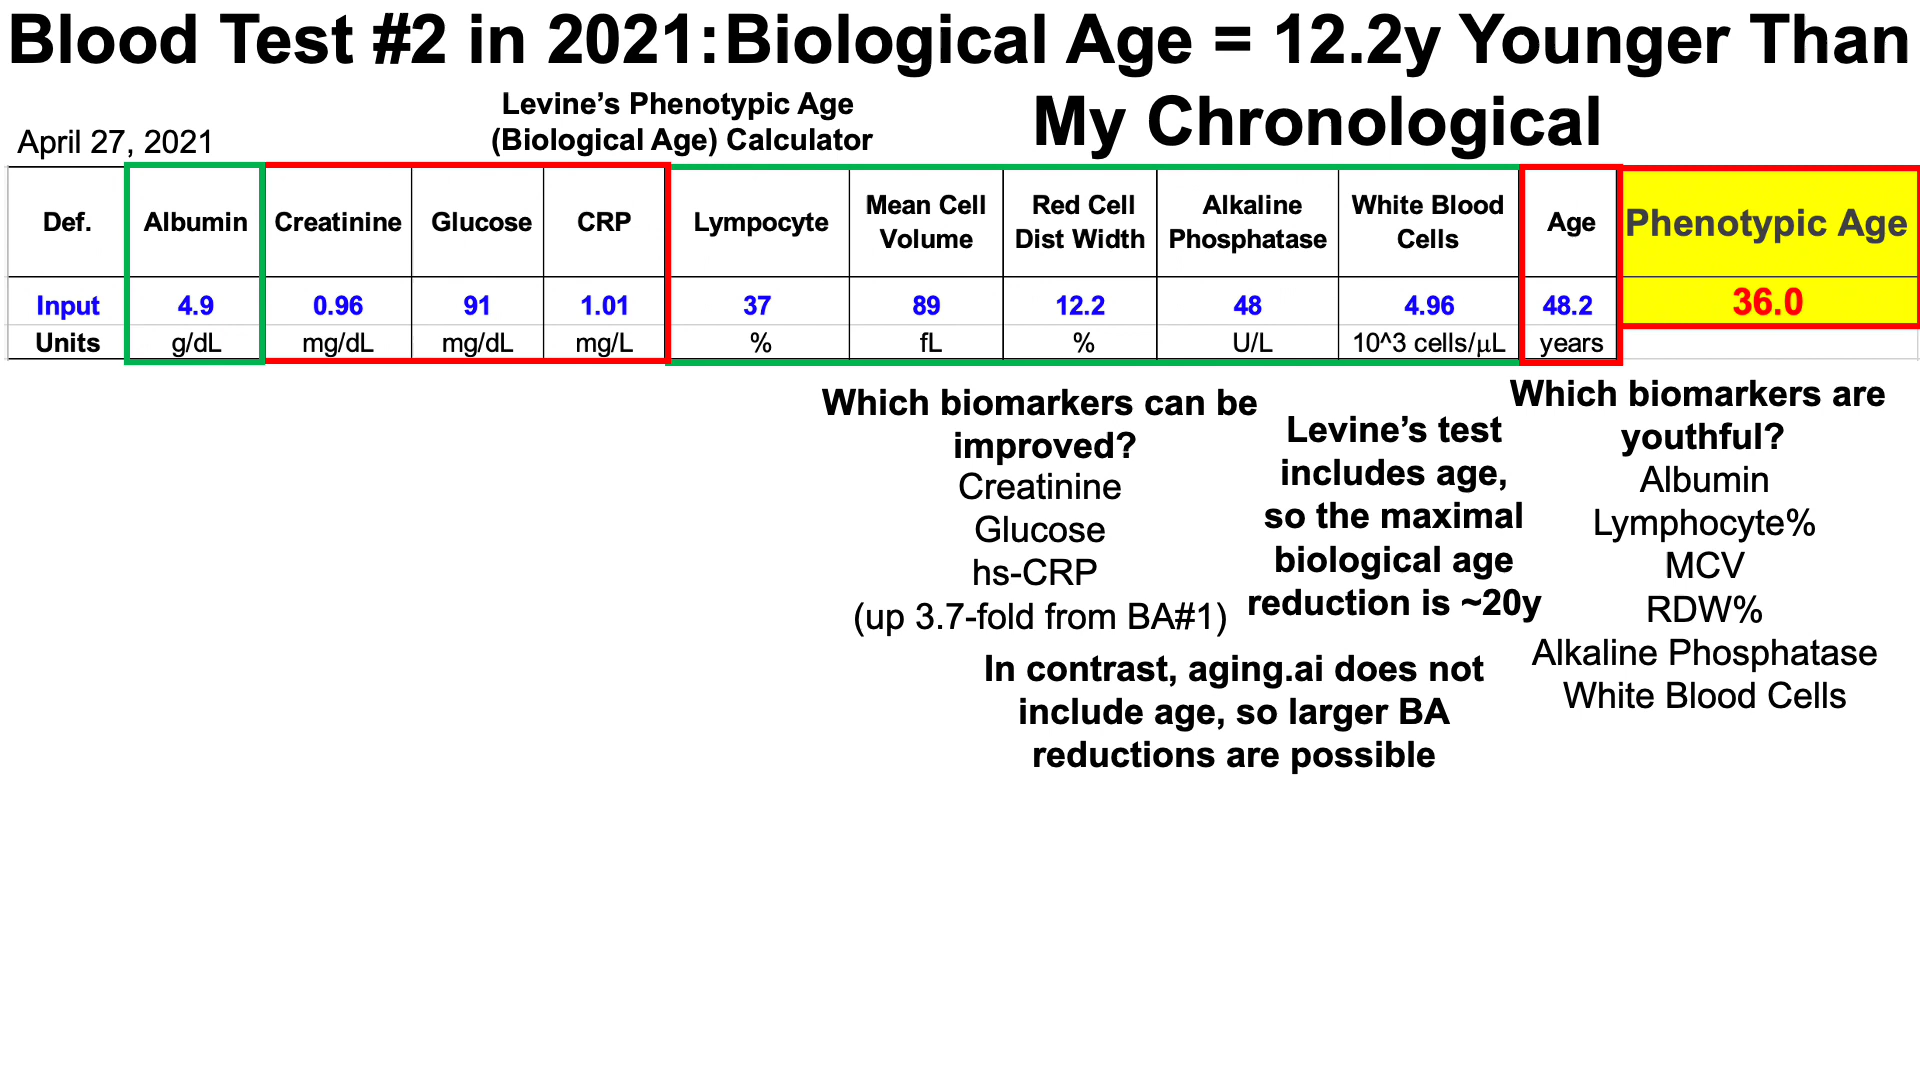 Blood Test #2 in 2021: Biological Age = 12.2y Younger Than
My Chronological
Levine's Phenotypic Age
(Biological Age) Calculator
April 27, 2021
Def. Albumin Creatinine Glucose CRP Lympocyte Mean Cell Volume Red Cell Dist Width Alkaline Phosphatase White Blood Cells Age Phenotypic Age
Input 4.9 0.96 91 1.01 37 89 12.2 48 4.96 48.2 36.0
Units g/dL mg/dL mg/dL mg/L % fL % U/L 10^3 cells/μL years
Which biomarkers can be
improved?
Creatinine
Glucose
hs-CRP
(up 3.7-fold from BA#1)
Levine's test
includes age,
so the maximal
biological age
reduction is ~20y
In contrast, aging.ai does not
include age, so larger BA
reductions are possible
Which biomarkers are
youthful?
Albumin
Lymphocyte%
MCV
RDW%
Alkaline Phosphatase
White Blood Cells